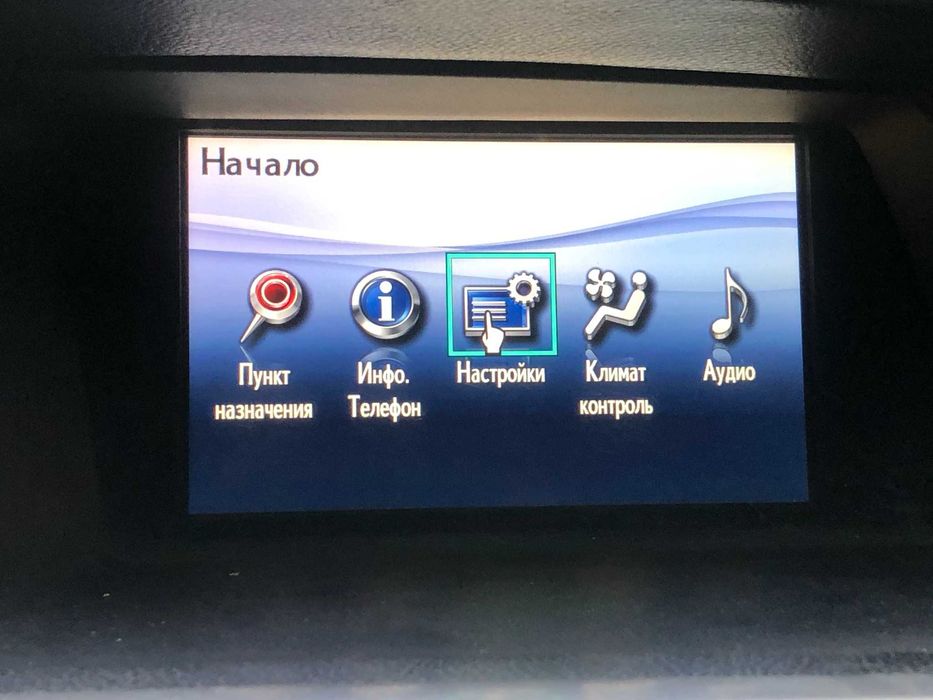 Начало
Пункт
назначения
Инфо.
Телефон
Настройки
Климат
контроль
Аудио